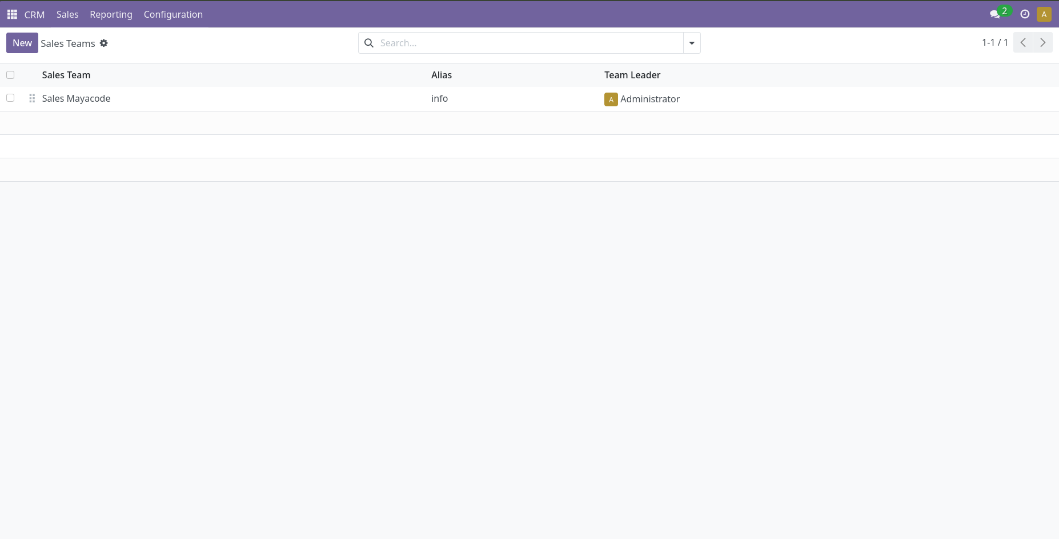 CRM Sales Reporting Configuration 2 A
New Sales Teams Search... 1-1 / 1
Sales Team Alias Team Leader
Sales Mayacode info A Administrator